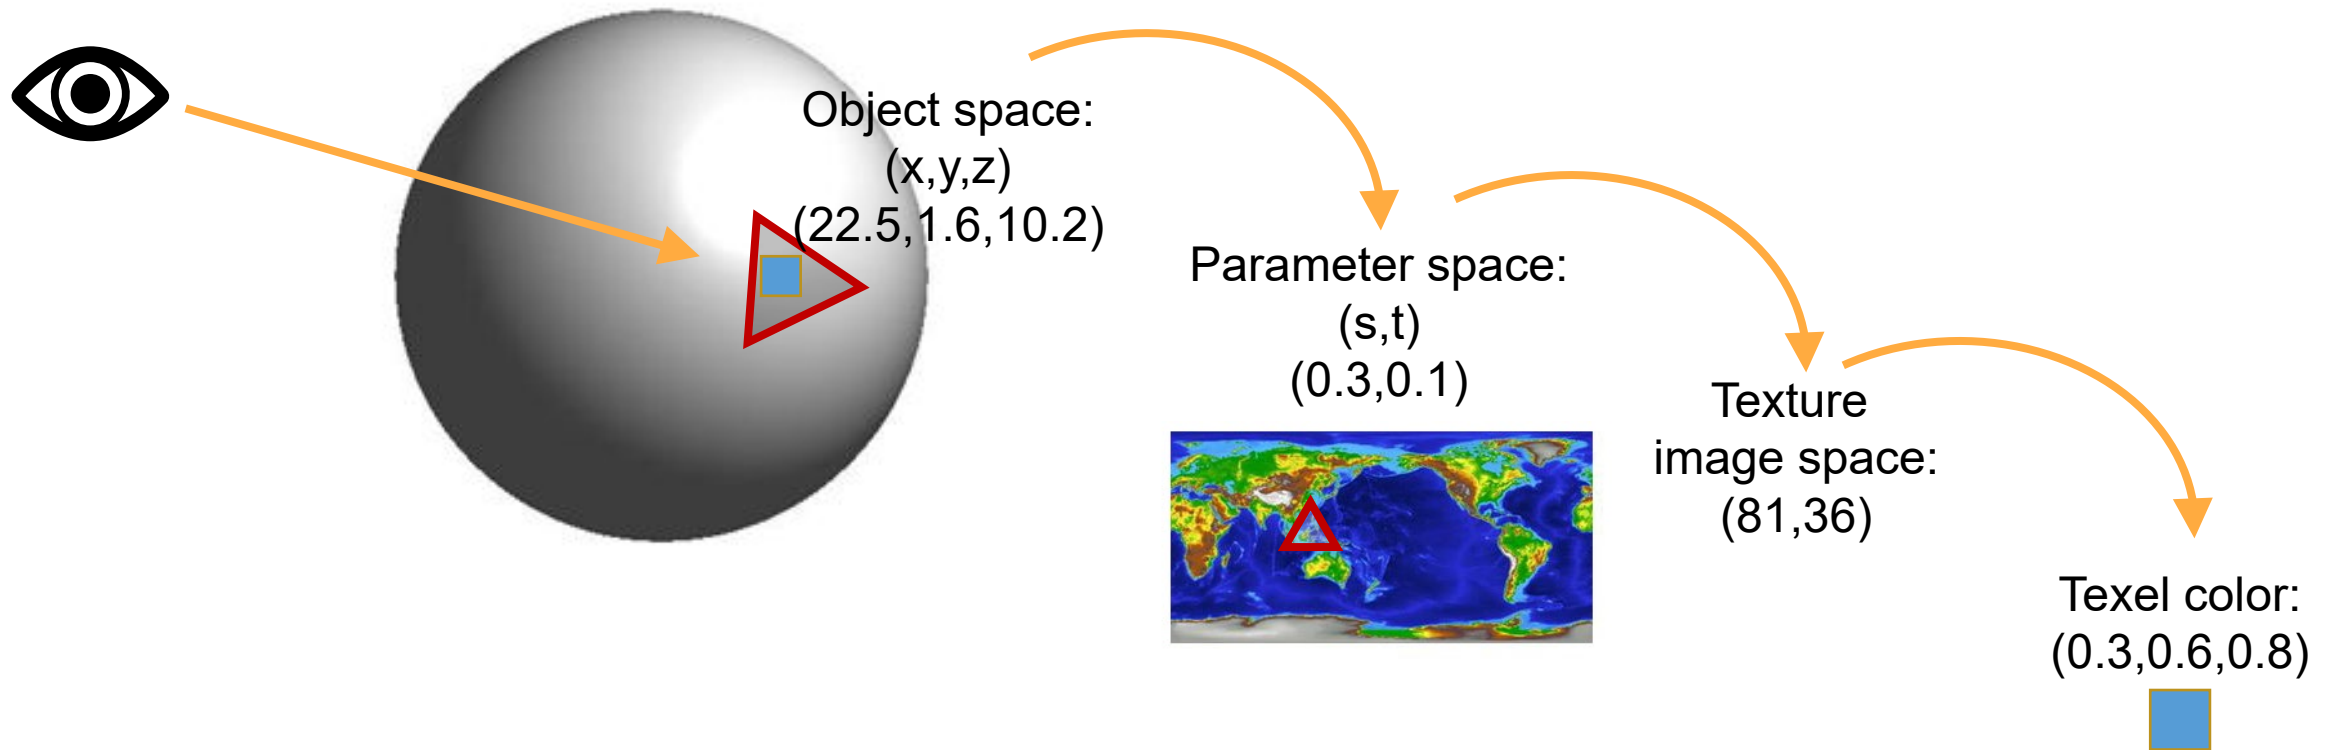 Object space:
(x,y,z)
(22.5,1.6,10.2)
Parameter space:
(s,t)
(0.3,0.1)
Texture
image space:
(81,36)
Texel color:
(0.3,0.6,0.8)